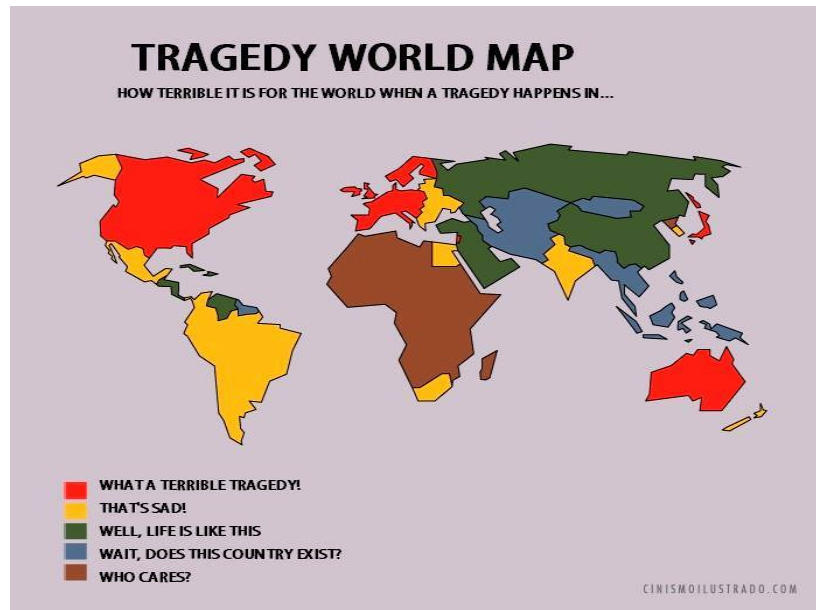 TRAGEDY WORLD MAP
HOW TERRIBLE IT IS FOR THE WORLD WHEN A TRAGEDY HAPPENS IN...
WHAT A TERRIBLE TRAGEDY!
THAT'S SAD!
WELL, LIFE IS LIKE THIS
WAIT, DOES THIS COUNTRY EXIST?
WHO CARES?
CINISMOILUSTRADO.COM